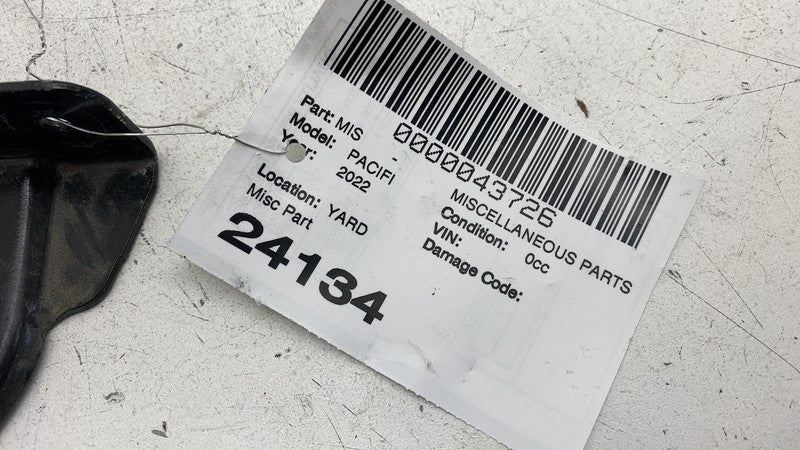 0000043726
Part: MIS - MISCELLANEOUS PARTS
Model: PACIFI Condition: 0cc
Year: 2022 VIN:
Damage Code:
Location: YARD
Misc Part
24134